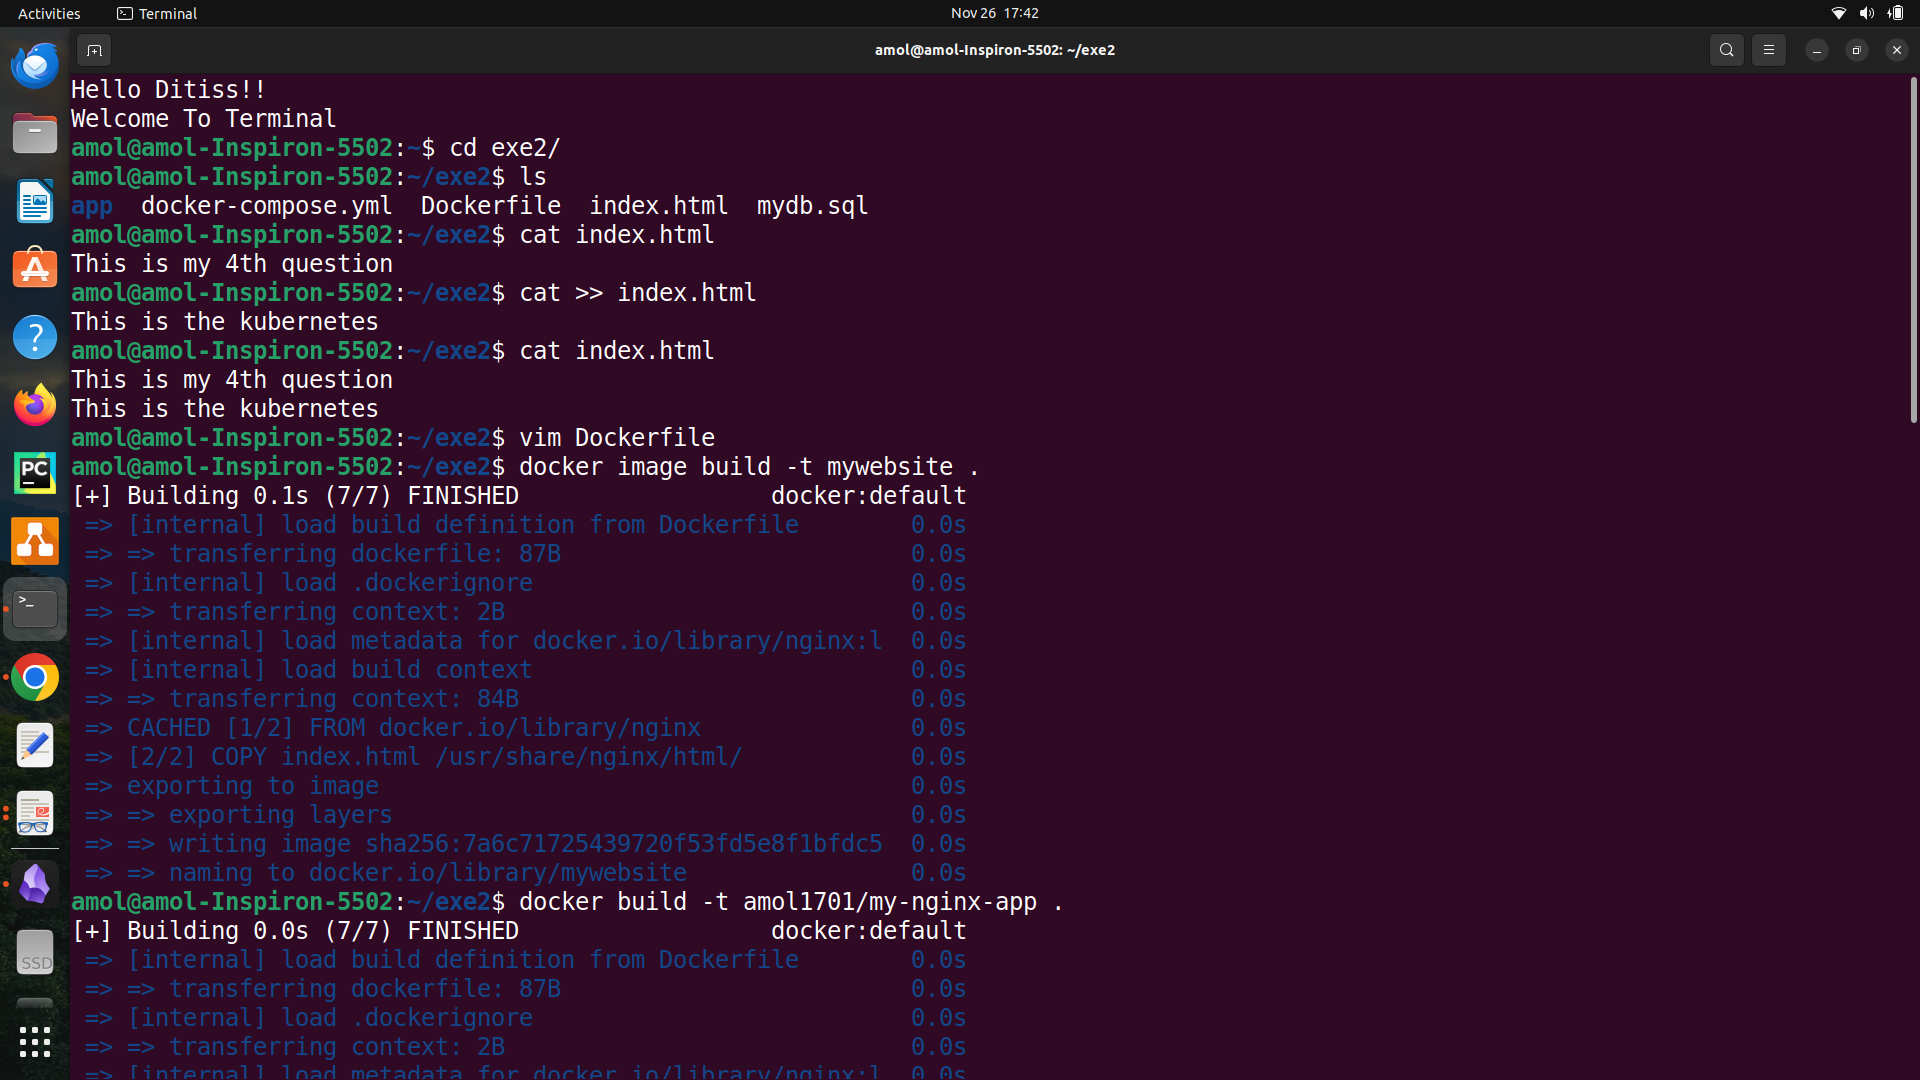 Activities
Terminal
Nov 26 17:42
amol@amol-Inspiron-5502: ~/exe2
Hello Ditiss!!
Welcome To Terminal
amol@amol-Inspiron-5502:~$ cd exe2/
amol@amol-Inspiron-5502:~/exe2$ ls
app  docker-compose.yml  Dockerfile  index.html  mydb.sql
amol@amol-Inspiron-5502:~/exe2$ cat index.html
This is my 4th question
amol@amol-Inspiron-5502:~/exe2$ cat >> index.html
This is the kubernetes
amol@amol-Inspiron-5502:~/exe2$ cat index.html
This is my 4th question
This is the kubernetes
amol@amol-Inspiron-5502:~/exe2$ vim Dockerfile
amol@amol-Inspiron-5502:~/exe2$ docker image build -t mywebsite .
[+] Building 0.1s (7/7) FINISHED docker:default
=> [internal] load build definition from Dockerfile 0.0s
=> => transferring dockerfile: 87B 0.0s
=> [internal] load .dockerignore 0.0s
=> => transferring context: 2B 0.0s
=> [internal] load metadata for docker.io/library/nginx:l 0.0s
=> [internal] load build context 0.0s
=> => transferring context: 84B 0.0s
=> CACHED [1/2] FROM docker.io/library/nginx 0.0s
=> [2/2] COPY index.html /usr/share/nginx/html/ 0.0s
=> exporting to image 0.0s
=> => exporting layers 0.0s
=> => writing image sha256:7a6c71725439720f53fd5e8f1bfdc5 0.0s
=> => naming to docker.io/library/mywebsite 0.0s
amol@amol-Inspiron-5502:~/exe2$ docker build -t amol1701/my-nginx-app .
[+] Building 0.0s (7/7) FINISHED docker:default
=> [internal] load build definition from Dockerfile 0.0s
=> => transferring dockerfile: 87B 0.0s
=> [internal] load .dockerignore 0.0s
=> => transferring context: 2B 0.0s
=> [internal] load metadata for docker.io/library/nginx:l 0.0s
PC
SSD